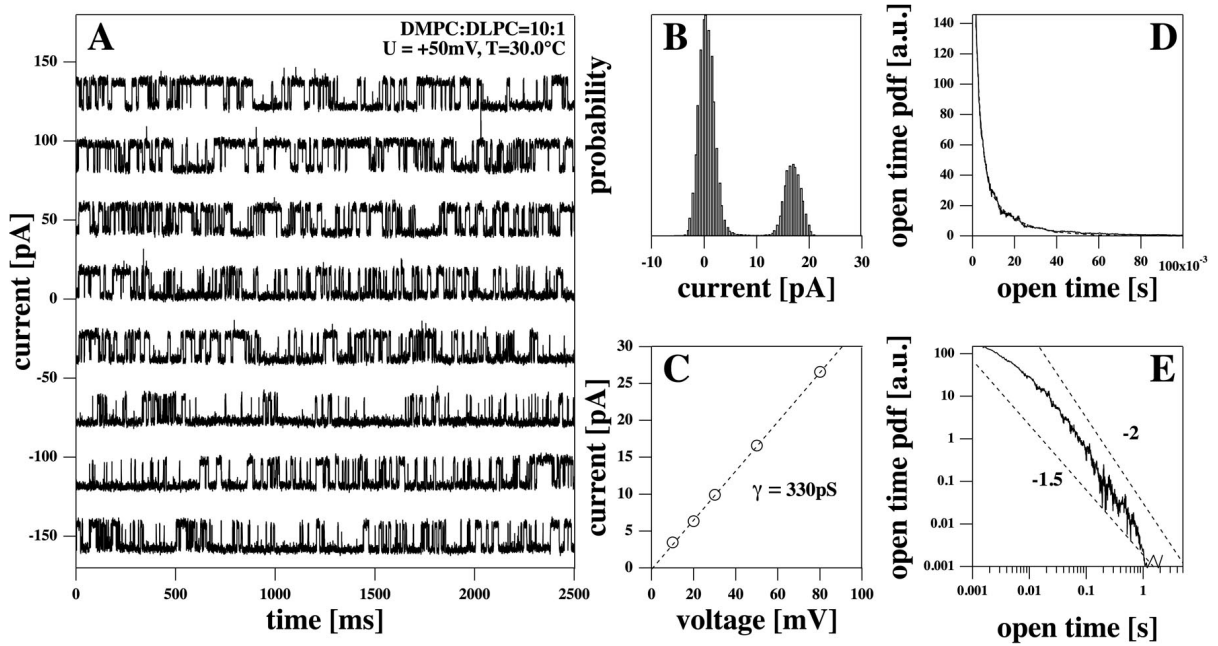 A
DMPC:DLPC=10:1
U = +50mV, T=30.0°C
current [pA]
150
100
50
0
-50
-100
-150
0
500
1000
1500
2000
2500
time [ms]
B
probability
-10
0
10
20
30
current [pA]
C
current [pA]
30
25
20
15
10
5
0
γ = 330pS
0
20
40
60
80
100
voltage [mV]
D
open time pdf [a.u.]
140
120
100
80
60
40
20
0
0
20
40
60
80
100x10-3
open time [s]
E
open time pdf [a.u.]
100
10
1
0.1
0.01
0.001
-2
-1.5
0.001
0.01
0.1
1
open time [s]